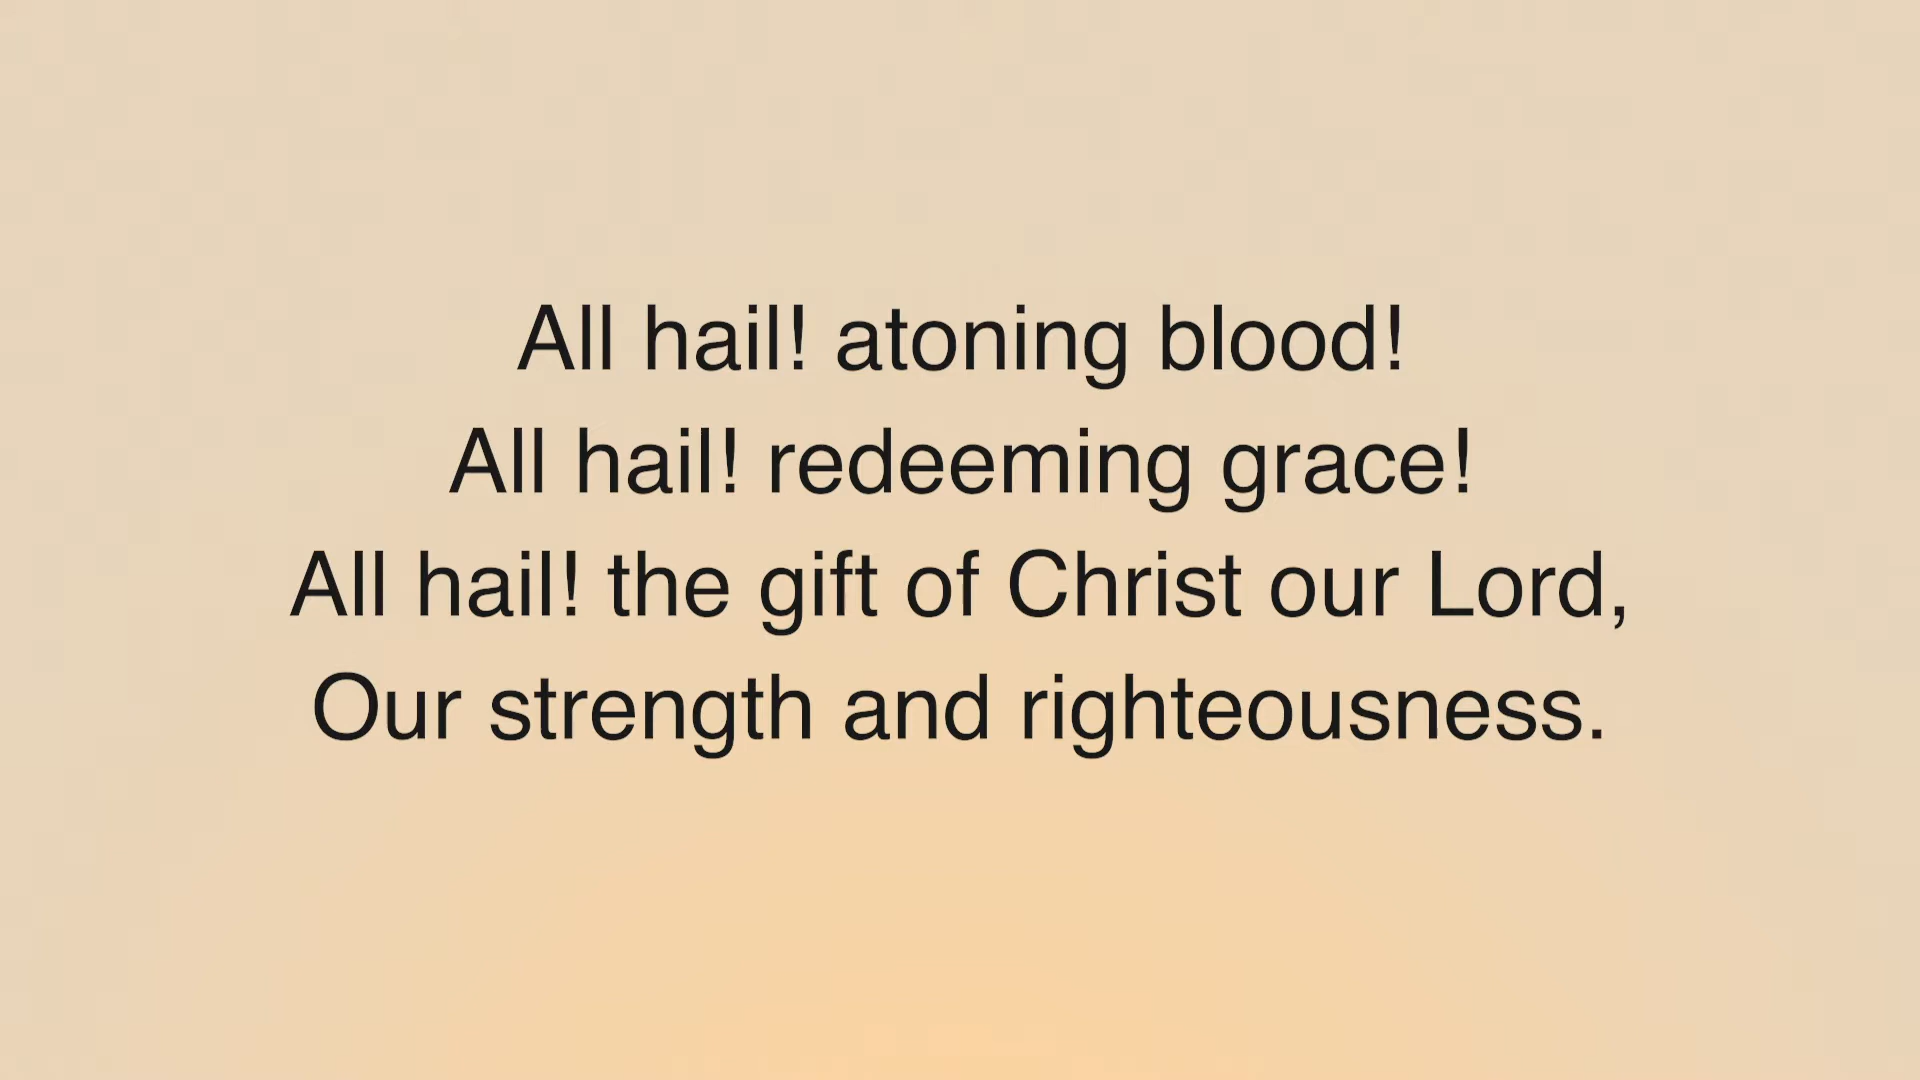 All hail! atoning blood!
All hail! redeeming grace!
All hail! the gift of Christ our Lord,
Our strength and righteousness.